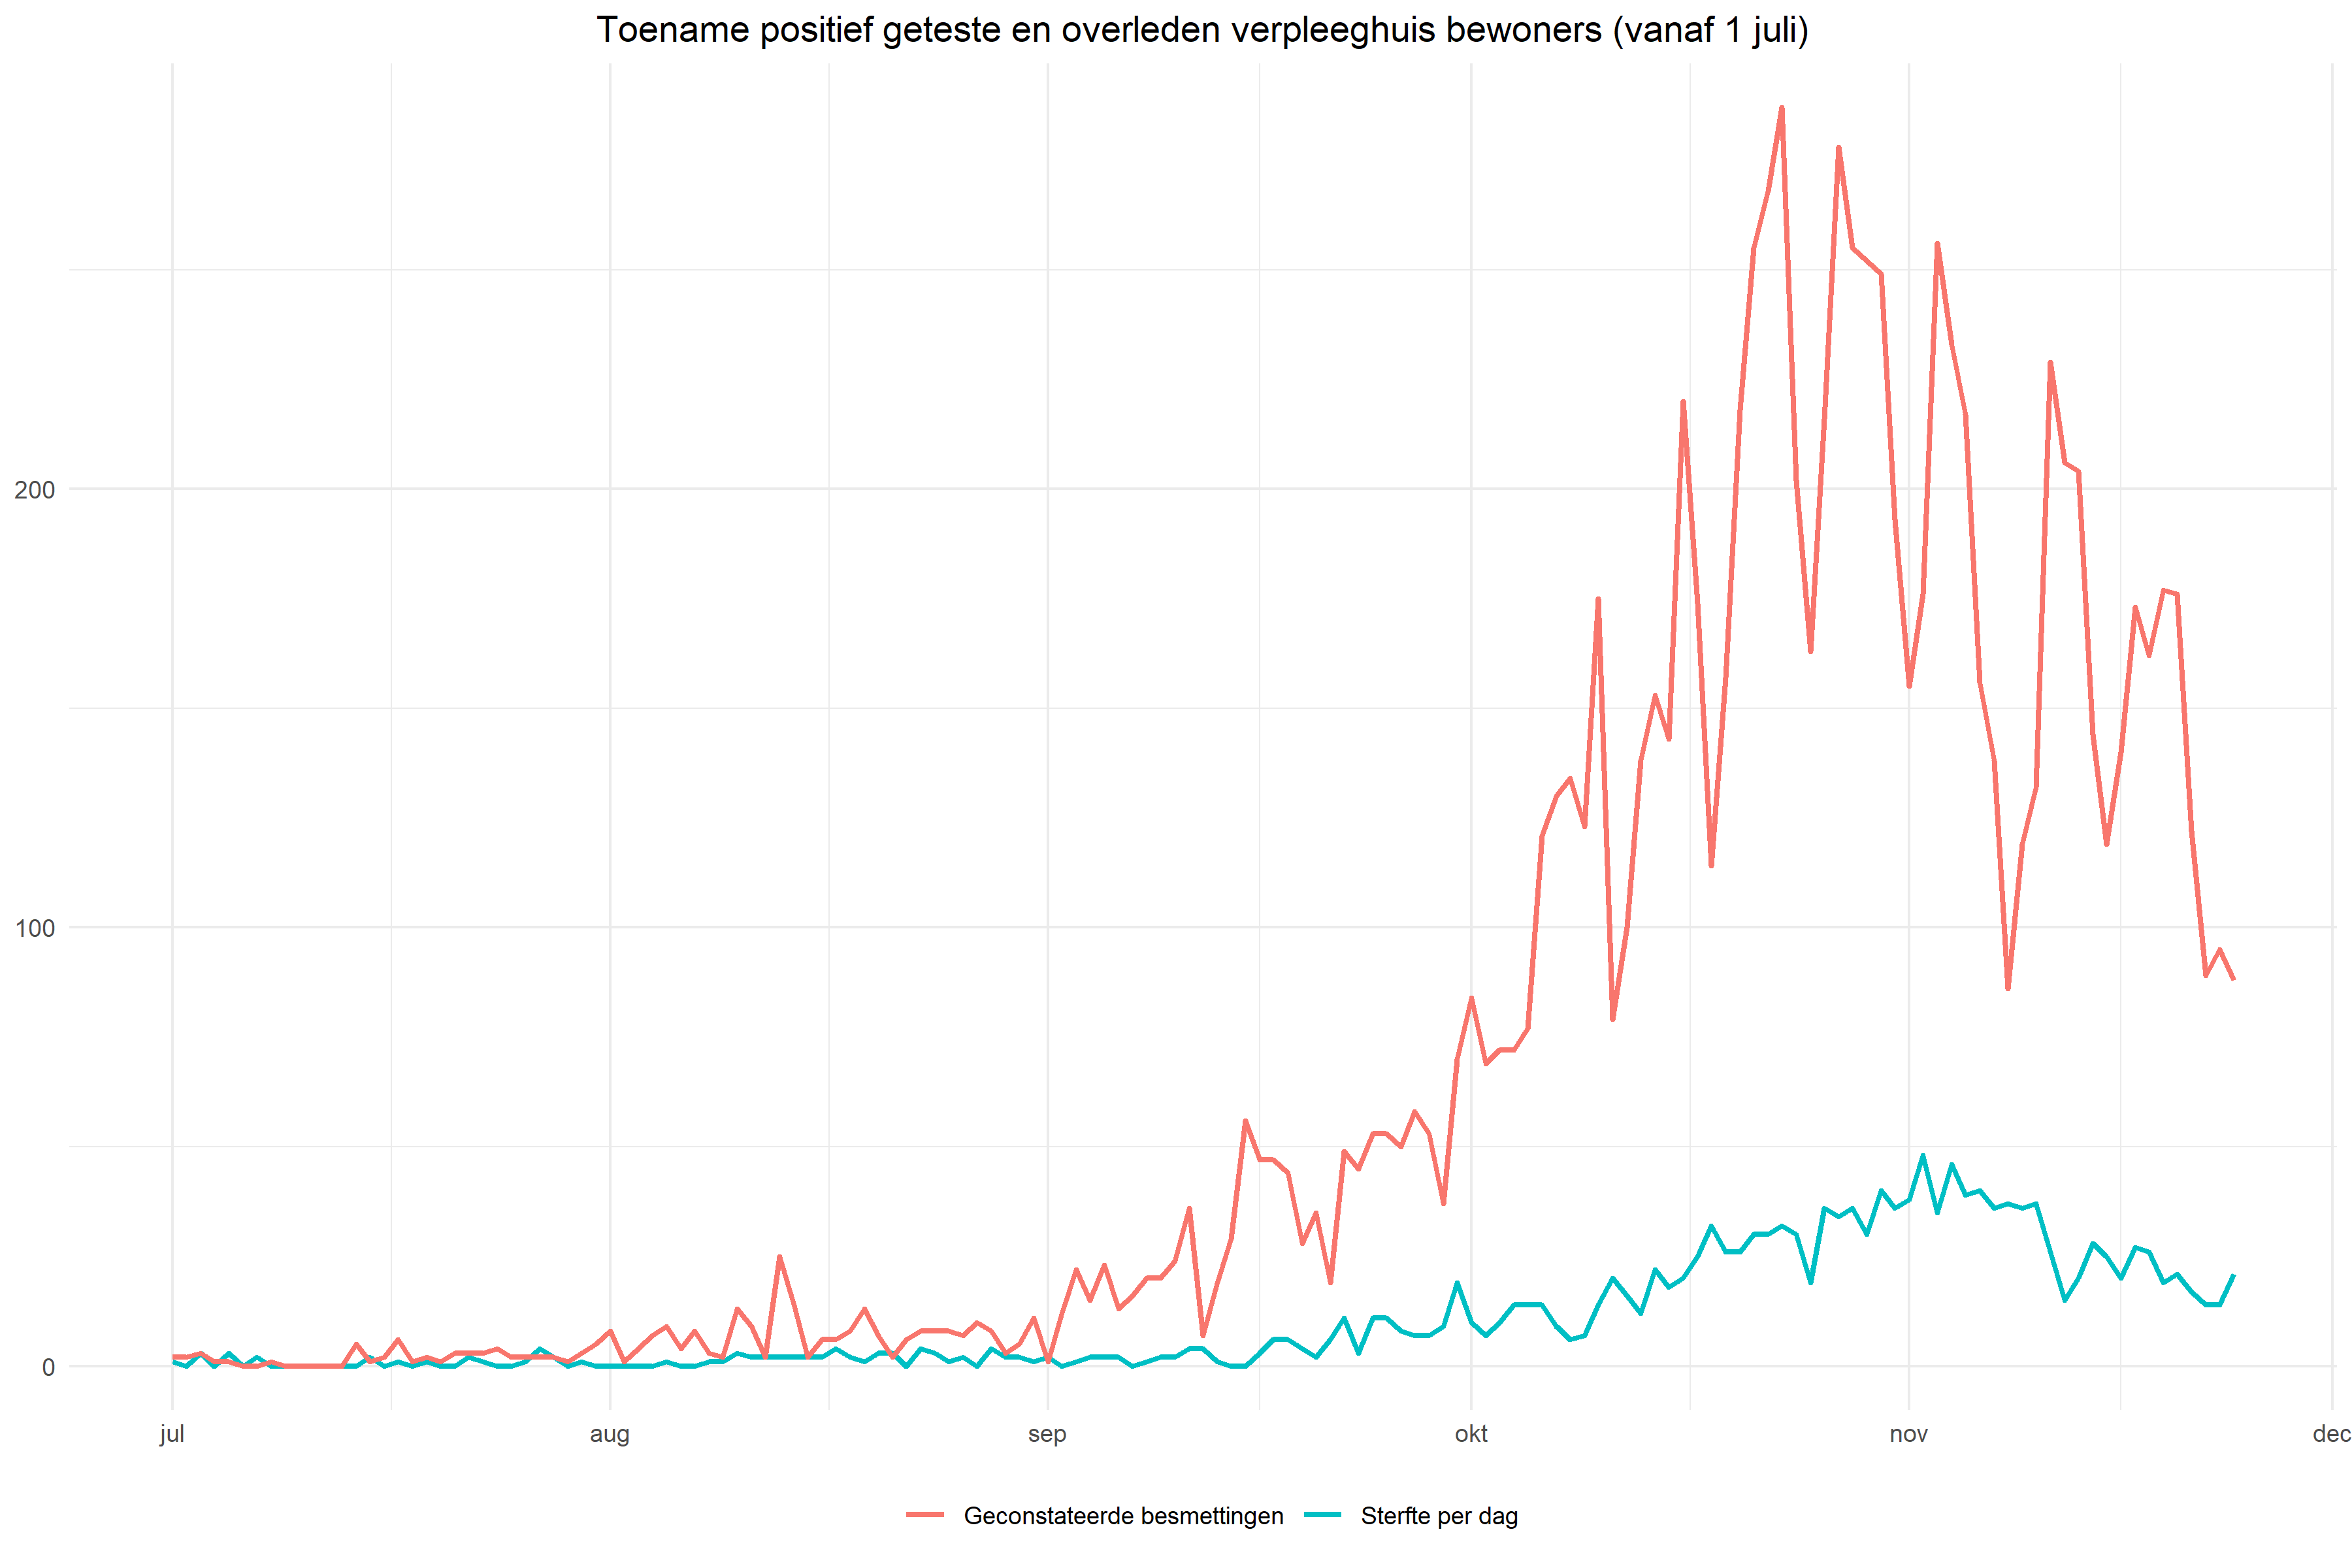 Toename positief geteste en overleden verpleeghuis bewoners (vanaf 1 juli)
200
100
0
jul aug sep okt nov dec
Geconstateerde besmettingen Sterfte per dag